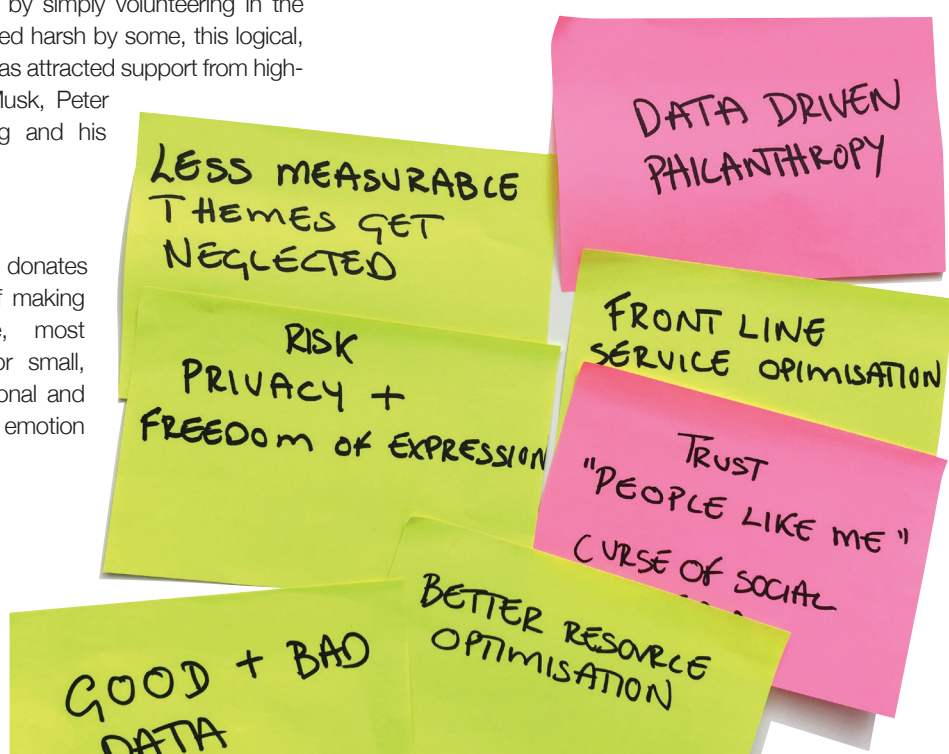 by simply volunteering in the
harsh by some, this logical,
as attracted support from high-
Musk, Peter
and his
donates
making
most
or small,
and
emotion
LESS MEASURABLE
THEMES GET
NEGLECTED
DATA DRIVEN
PHILANTHROPY
RISK
PRIVACY +
FREEDOM OF EXPRESSION
FRONT LINE
SERVICE OPIMISATION
TRUST
"PEOPLE LIKE ME"
CURSE OF SOCIAL
BETTER RESOURCE
OPTIMISATION
GOOD + BAD
DATA